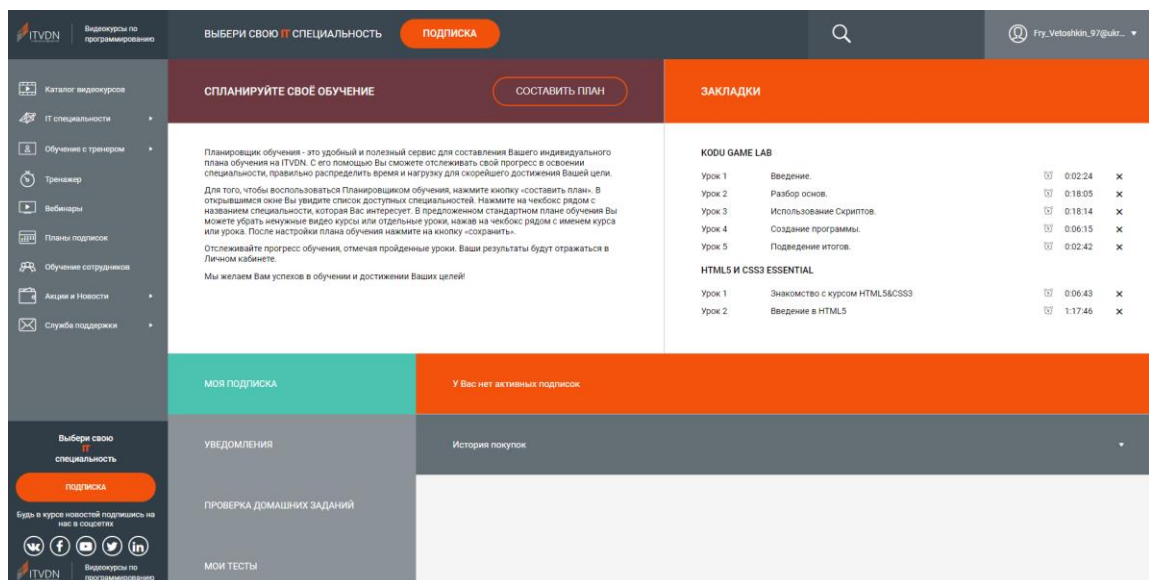 ITVDN
Видеокурсы по
программированию
ВЫБЕРИ СВОЮ IT СПЕЦИАЛЬНОСТЬ
ПОДПИСКА
Fry_Vetoshkin_97@ukr...
Каталог видеокурсов
IT специальности
Обучение с тренером
Тренажер
Вебинары
Планы подписок
Обучение сотрудников
Акции и Новости
Служба поддержки
Выбери свою
IT
специальность
ПОДПИСКА
Будь в курсе новостей подпишись на
нас в соцсетях
ITVDN
Видеокурсы по
программированию
СПЛАНИРУЙТЕ СВОЁ ОБУЧЕНИЕ
СОСТАВИТЬ ПЛАН
Планировщик обучения - это удобный и полезный сервис для составления Вашего индивидуального
плана обучения на ITVDN. С его помощью Вы сможете отслеживать свой прогресс в освоении
специальности, правильно распределить время и нагрузку для скорейшего достижения Вашей цели.
Для того, чтобы воспользоваться Планировщиком обучения, нажмите кнопку «составить план». В
открывшимся окне Вы увидите список доступных специальностей. Нажмите на чекбокс рядом с
названием специальности, которая Вас интересует. В предложенном стандартном плане обучения Вы
можете убрать ненужные видео курсы или отдельные уроки, нажав на чекбокс рядом с именем курса
или урока. После настройки плана обучения нажмите на кнопку «сохранить».
Отслеживайте прогресс обучения, отмечая пройденные уроки. Ваши результаты будут отражаться в
Личном кабинете.
Мы желаем Вам успехов в обучении и достижении Ваших целей!
ЗАКЛАДКИ
KODU GAME LAB
Урок 1 Введение. 0:02:24
Урок 2 Разбор основ. 0:18:05
Урок 3 Использование Скриптов. 0:18:14
Урок 4 Создание программы. 0:06:15
Урок 5 Подведение итогов. 0:02:42
HTML5 И CSS3 ESSENTIAL
Урок 1 Знакомство с курсом HTML5&CSS3 0:06:43
Урок 2 Введение в HTML5 1:17:46
МОЯ ПОДПИСКА
У Вас нет активных подписок
УВЕДОМЛЕНИЯ
История покупок
ПРОВЕРКА ДОМАШНИХ ЗАДАНИЙ
МОИ ТЕСТЫ